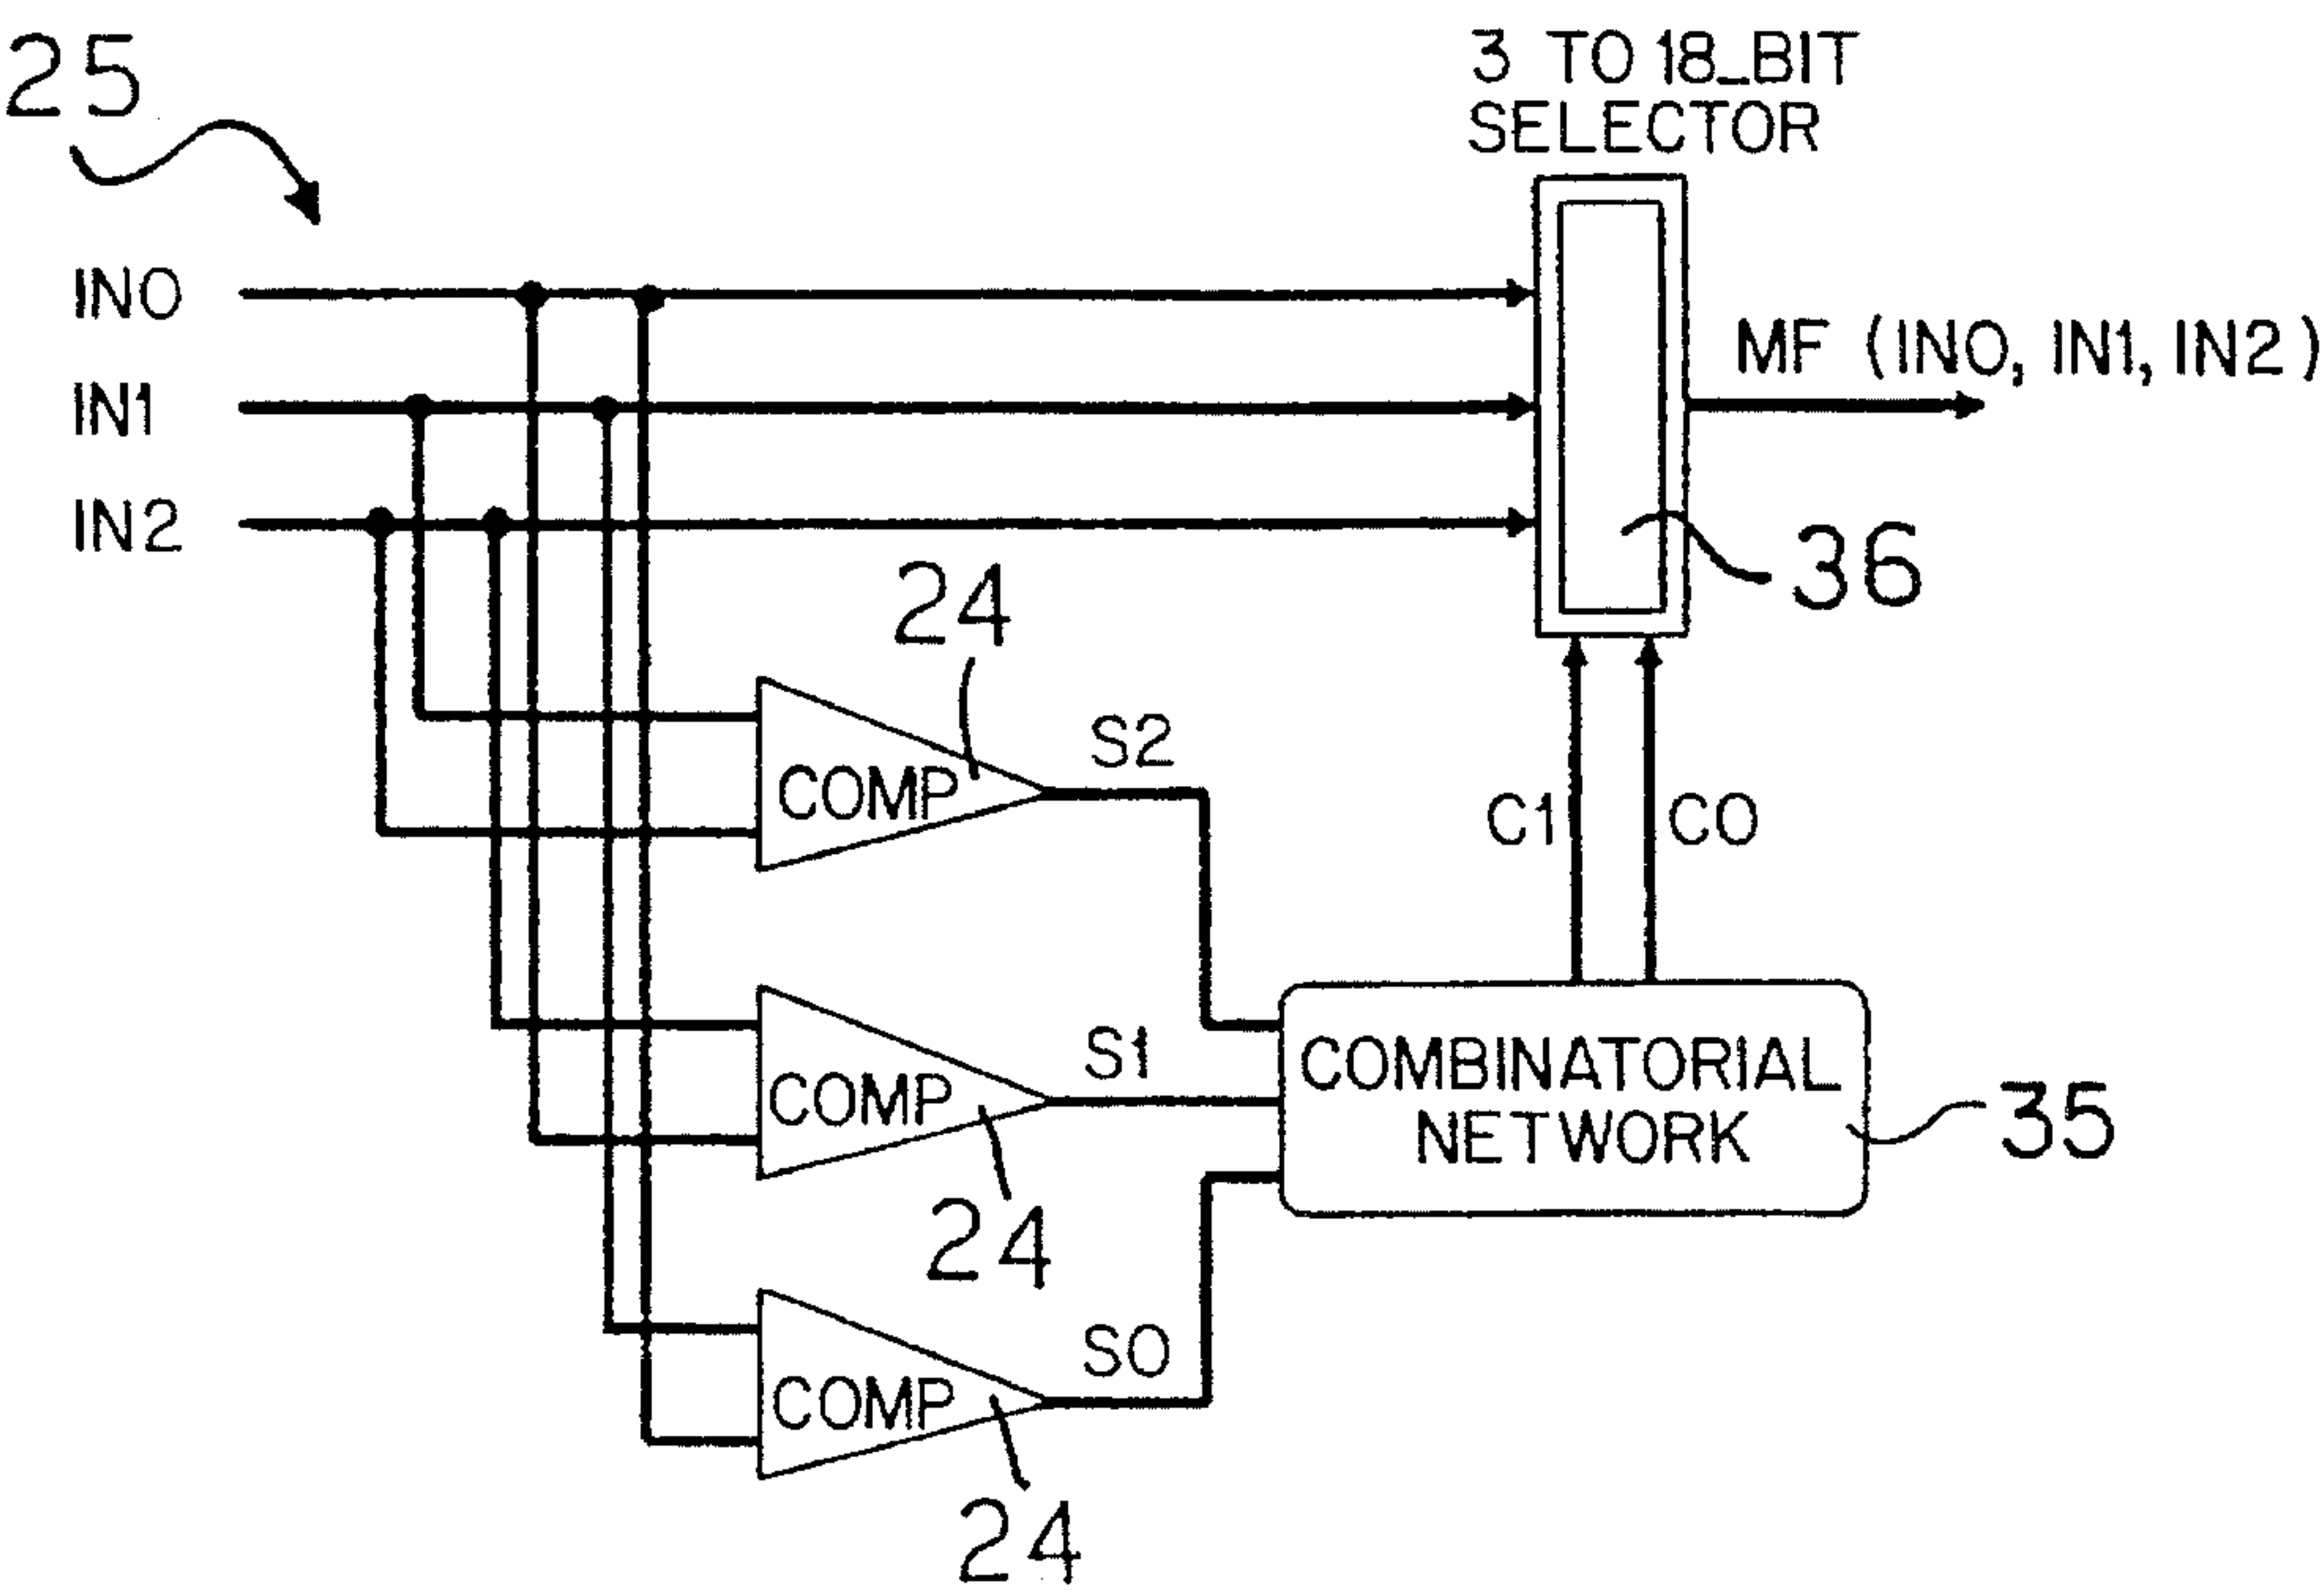 25
3 TO 18_BIT
SELECTOR
IN0
MF (IN0, IN1, IN2)
IN1
IN2
36
24
S2
COMP
C1
C0
S1
COMBINATORIAL
COMP
NETWORK
35
24
S0
COMP
24